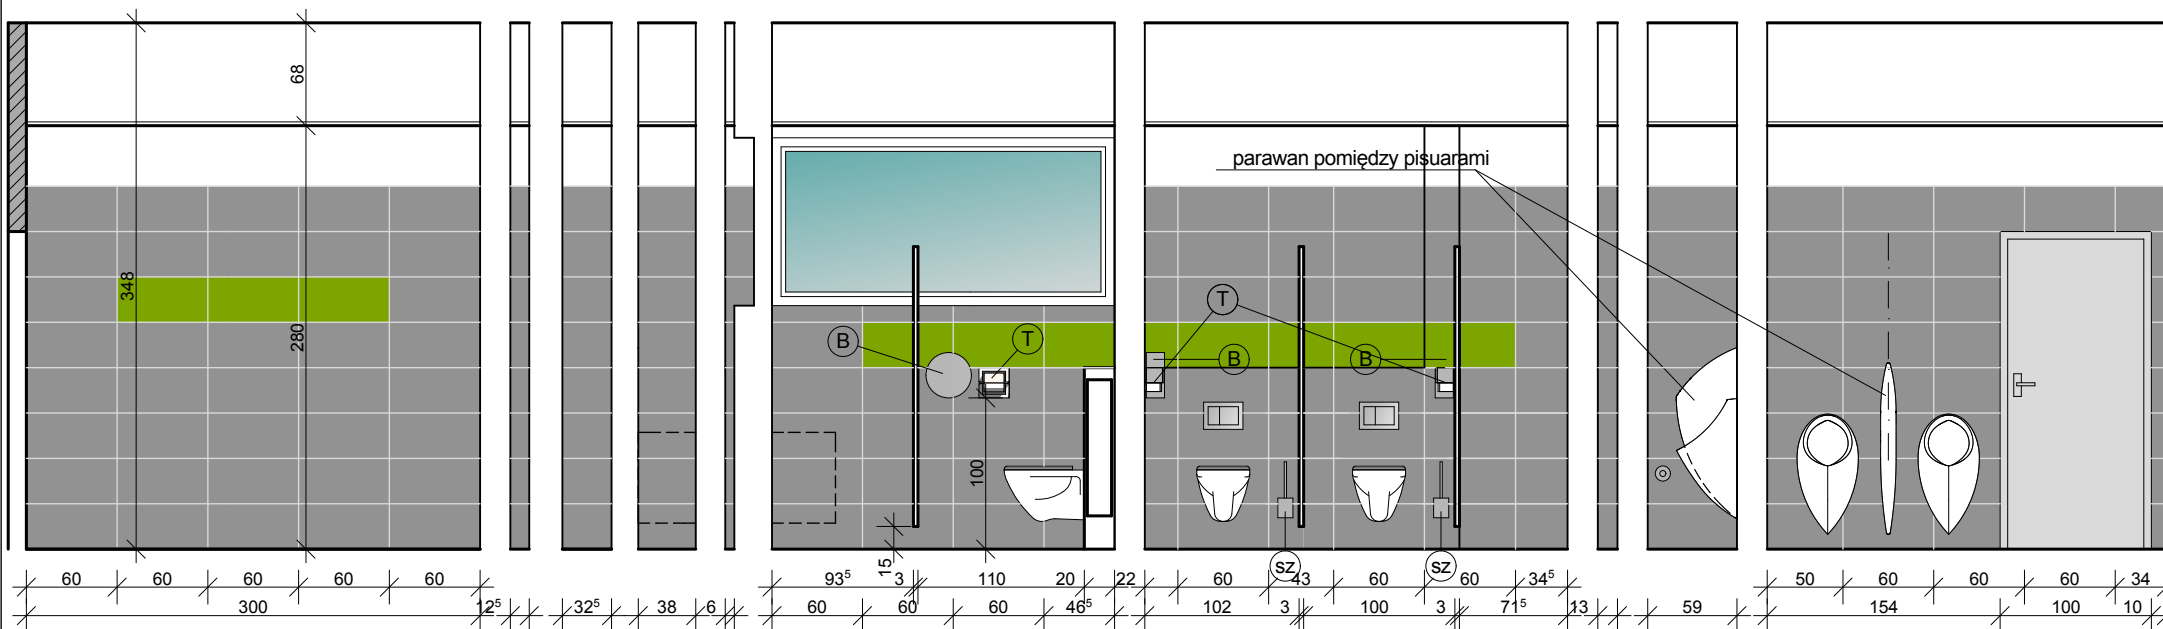 68
parawan pomiędzy pisuarami
348
280
T
B
T
B
B
100
15
SZ
SZ
60 60 60 60 60 93⁵ 3 110 20 22 60 43 60 60 34⁵ 50 60 60 60 34
300 12⁵ 32⁵ 38 6 60 60 60 46⁵ 102 3 100 3 71⁵ 13 59 154 100 10